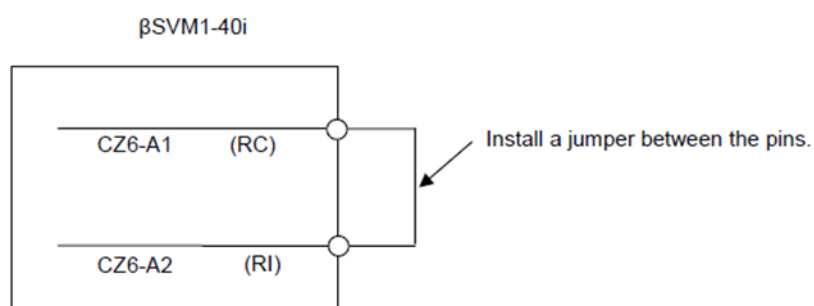 βSVM1-40i
CZ6-A1 (RC)
Install a jumper between the pins.
CZ6-A2 (RI)